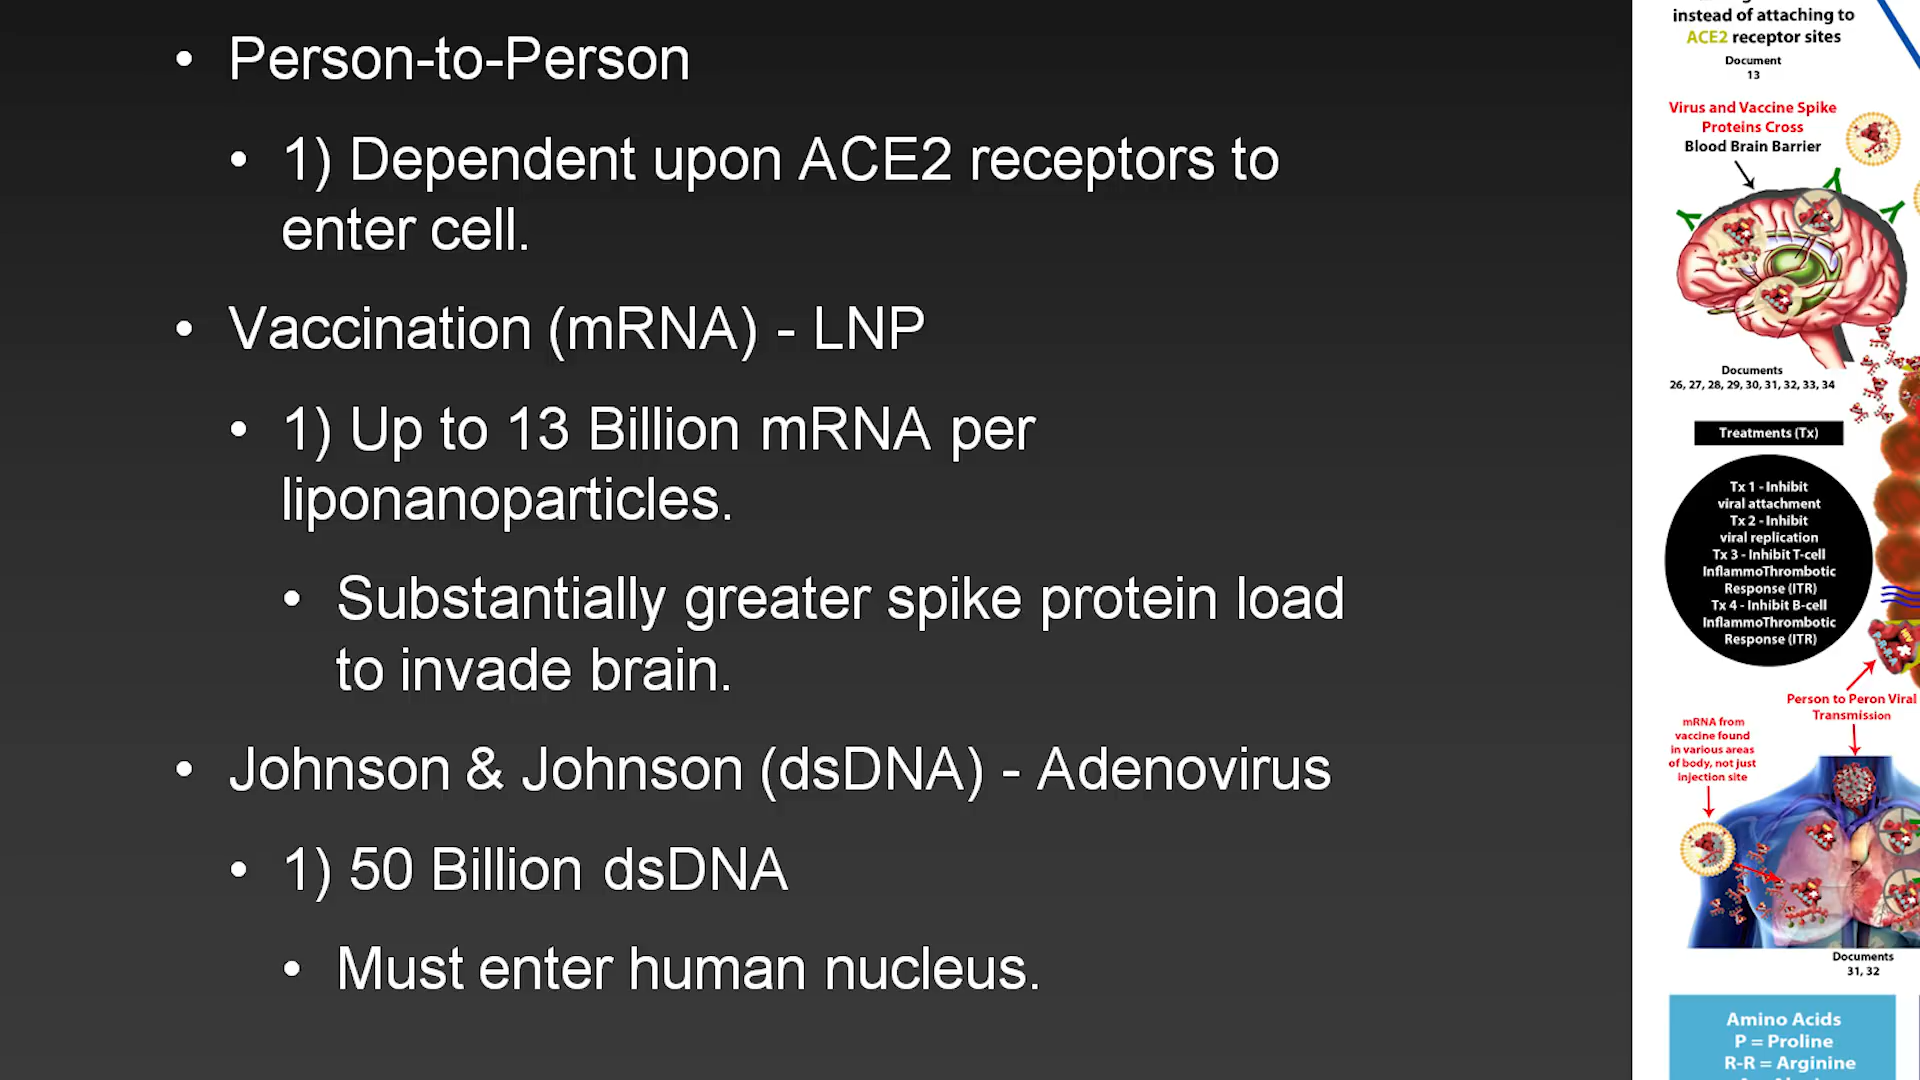 • Person-to-Person
• 1) Dependent upon ACE2 receptors to
enter cell.
• Vaccination (mRNA) - LNP
• 1) Up to 13 Billion mRNA per
liponanoparticles.
• Substantially greater spike protein load
to invade brain.
• Johnson & Johnson (dsDNA) - Adenovirus
• 1) 50 Billion dsDNA
• Must enter human nucleus.
instead of attaching to
ACE2 receptor sites
Document
13
Virus and Vaccine Spike
Proteins Cross
Blood Brain Barrier
Documents
26, 27, 28, 29, 30, 31, 32, 33, 34
Treatments (Tx)
Tx 1 - Inhibit
viral attachment
Tx 2 - Inhibit
viral replication
Tx 3 - Inhibit T-cell
InflammoThrombotic
Response (ITR)
Tx 4 - Inhibit B-cell
InflammoThrombotic
Response (ITR)
Person to Peron Viral
Transmission
mRNA from
vaccine found
in various areas
of body, not just
injection site
Documents
31, 32
Amino Acids
P = Proline
R-R = Arginine